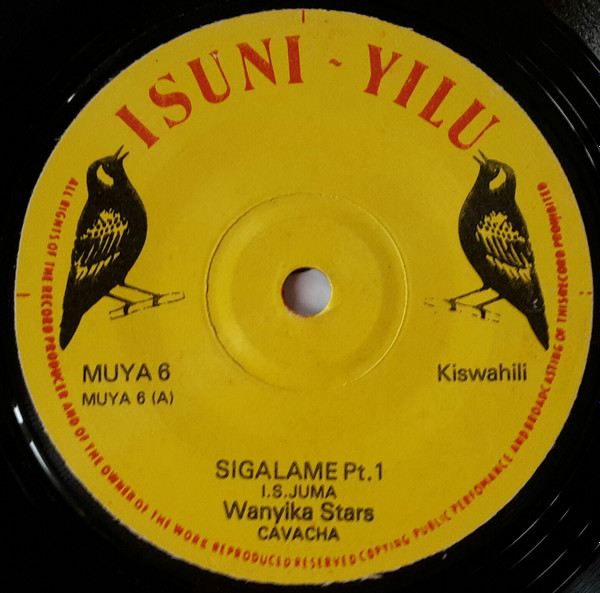 ISUNI - YILU
ALL RIGHTS OF THE RECORD PRODUCER AND OF THE OWNER OF THE WORK REPRODUCED RESERVED COPYING PUBLIC PERFOMANCE AND BROADCASTING OF THIS RECORD PROHIBITED
MUYA 6
MUYA 6 (A)
Kiswahili
SIGALAME Pt.1
I.S.JUMA
Wanyika Stars
CAVACHA